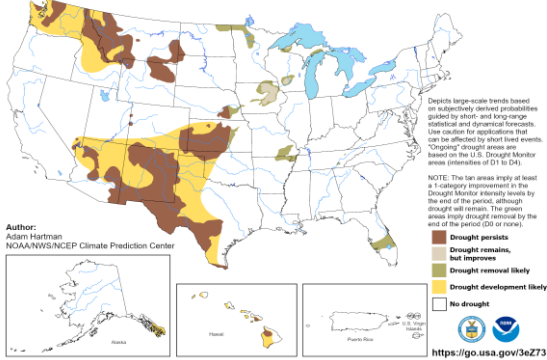 Depicts large-scale trends based
on subjectively derived probabilities
guided by short- and long-range
statistical and dynamical forecasts.
Use caution for applications that
can be affected by short lived events.
"Ongoing" drought areas are
based on the U.S. Drought Monitor
areas (intensities of D1 to D4).
NOTE: The tan areas imply at least
a 1-category improvement in the
Drought Monitor intensity levels by
the end of the period, although
drought will remain. The green
areas imply drought removal by the
end of the period (D0 or none).
Author:
Adam Hartman
NOAA/NWS/NCEP Climate Prediction Center
Drought persists
Drought remains,
but improves
Drought removal likely
Drought development likely
No drought
Alaska
Hawaii
Puerto Rico
U.S. Virgin
Islands
NOAA
https://go.usa.gov/3eZ73